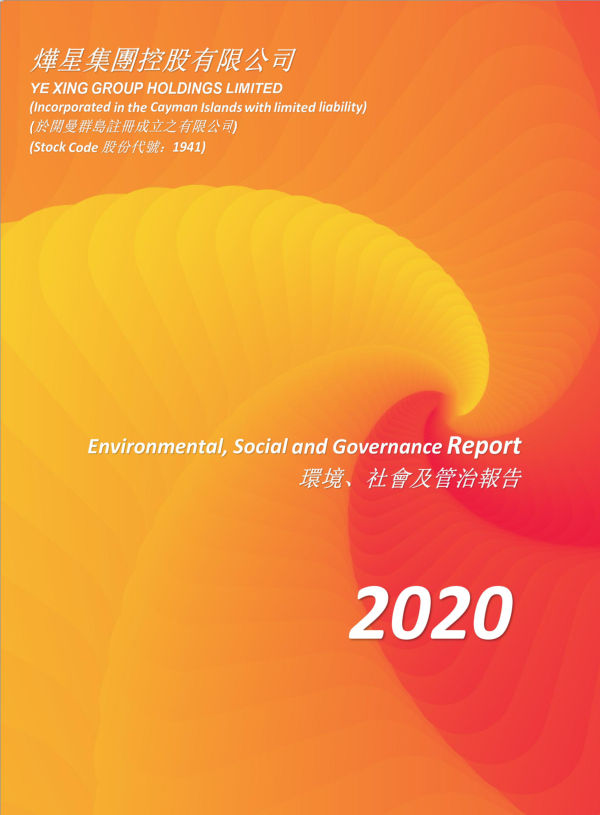 燁星集團控股有限公司
YE XING GROUP HOLDINGS LIMITED
(Incorporated in the Cayman Islands with limited liability)
(於開曼群島註冊成立之有限公司)
(Stock Code 股份代號：1941)
Environmental, Social and Governance Report
環境、社會及管治報告
2020